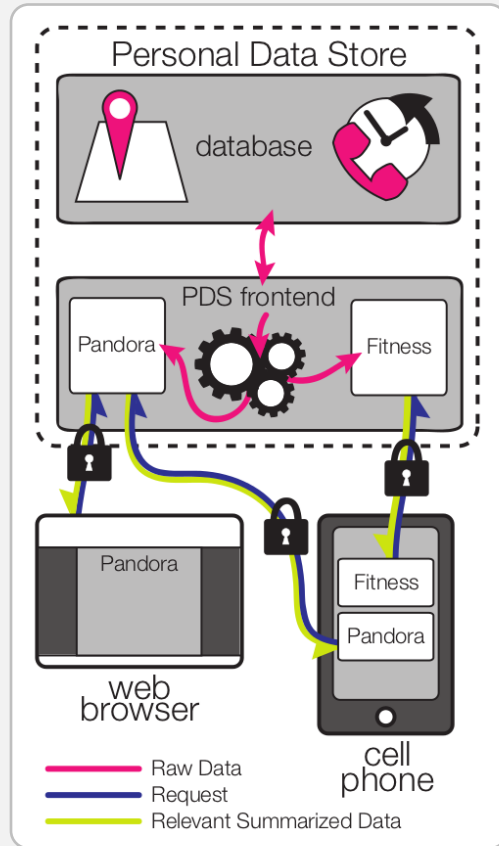 Personal Data Store
database
PDS frontend
Pandora
Fitness
Pandora
Fitness
Pandora
web
browser
cell
phone
Raw Data
Request
Relevant Summarized Data